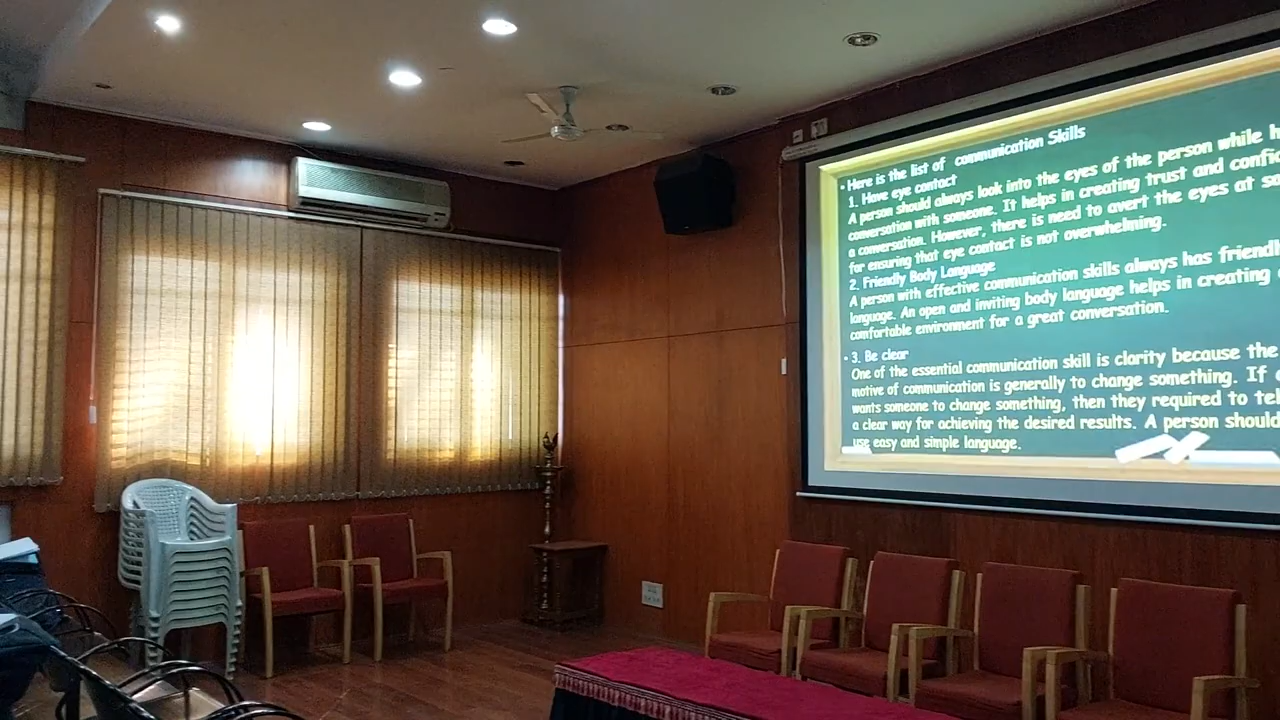 • Here is the list of communication Skills
1. Have eye contact
A person should always look into the eyes of the person while
conversation with someone. It helps in creating trust and
a conversation. However, there is need to avert the eyes at
for ensuring that eye contact is not overwhelming.
2. Friendly Body Language
A person with effective communication skills always has
language. An open and inviting body language helps in creating
comfortable environment for a great conversation.
• 3. Be clear
One of the essential communication skill is clarity because the
motive of communication is generally to change something. If
wants someone to change something, then they required to
a clear way for achieving the desired results. A person should
use easy and simple language.